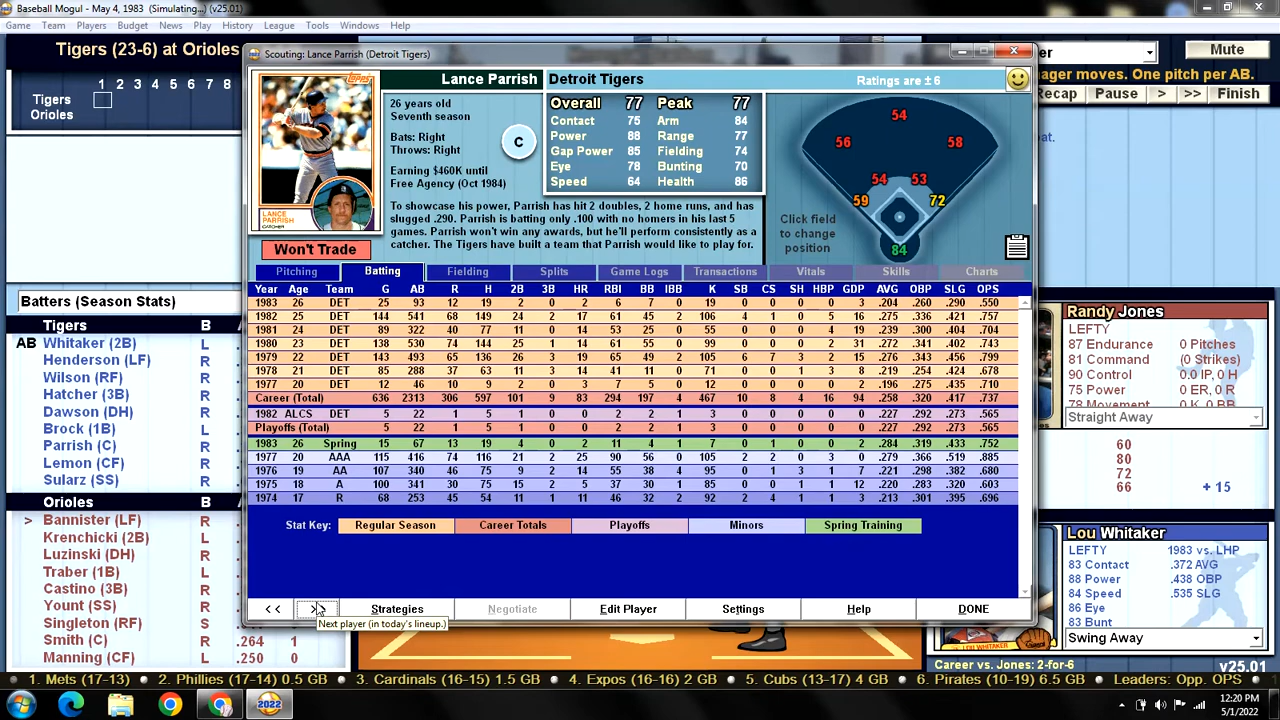 Baseball Mogul - May 4, 1983 (Simulating...) (v25.01)
Game Team Players Budget News Play History League Tools Windows Help
Tigers (23-6) at Orioles
1 2 3 4 5 6 7 8
Tigers
Orioles
Mute
nager moves. One pitch per AB.
Recap Pause > >> Finish
Scouting: Lance Parrish (Detroit Tigers)
Lance Parrish
Detroit Tigers
Ratings are ± 6
Topps
LANCE
PARRISH
CATCHER
26 years old
Seventh season
Bats: Right
Throws: Right
Earning $460K until
Free Agency (Oct 1984)
C
Overall 77 Peak 77
Contact 75 Arm 84
Power 88 Range 77
Gap Power 85 Fielding 74
Eye 78 Bunting 70
Speed 64 Health 86
To showcase his power, Parrish has hit 2 doubles, 2 home runs, and has
slugged .290. Parrish is batting only .100 with no homers in his last 5
games. Parrish won't win any awards, but he'll perform consistently as a
catcher. The Tigers have built a team that Parrish would like to play for.
54
56 58
54 53
59 72
84
Click field
to change
position
Won't Trade
Pitching Batting Fielding Splits Game Logs Transactions Vitals Skills Charts
Year Age Team G AB R H 2B 3B HR RBI BB IBB K SB CS SH HBP GDP AVG OBP SLG OPS
1983 26 DET 25 93 12 19 2 0 2 6 7 0 19 0 0 0 0 3 .204 .260 .290 .550
1982 25 DET 144 541 68 149 24 2 17 61 45 2 106 4 1 0 5 16 .275 .336 .421 .757
1981 24 DET 89 322 40 77 11 0 14 53 25 0 55 0 0 0 4 8 .239 .300 .404 .704
1980 23 DET 138 530 74 144 25 1 14 61 55 0 99 0 0 0 2 31 .272 .341 .402 .743
1979 22 DET 143 493 65 136 26 3 19 65 49 2 105 6 7 3 2 12 .276 .343 .456 .799
1978 21 DET 85 288 37 63 11 3 14 41 11 0 71 0 0 1 3 8 .219 .254 .424 .678
1977 20 DET 12 46 10 9 2 0 3 7 5 0 12 0 0 0 0 2 .196 .275 .435 .710
Career (Total) 636 2313 306 597 101 9 83 294 197 4 467 10 8 4 16 94 .258 .320 .417 .737
1982 ALCS DET 5 22 1 5 1 0 0 2 2 1 3 0 0 0 0 0 .227 .292 .273 .565
Playoffs (Total) 5 22 1 5 1 0 0 2 2 1 3 0 0 0 0 0 .227 .292 .273 .565
1983 26 Spring 15 67 13 19 4 0 2 11 4 1 7 0 1 0 0 2 .284 .319 .433 .752
1977 20 AAA 115 416 74 116 21 2 25 90 56 0 105 2 2 0 3 0 .279 .366 .519 .885
1976 19 AA 107 340 46 75 9 2 14 55 38 4 95 0 1 3 1 7 .221 .298 .382 .680
1975 18 A 100 341 30 75 15 2 5 37 30 1 85 0 0 1 1 12 .220 .283 .320 .603
1974 17 R 68 253 45 54 11 1 11 46 32 2 92 2 4 1 1 3 .213 .301 .395 .696
Stat Key: Regular Season Career Totals Playoffs Minors Spring Training
<< >> Strategies Negotiate Edit Player Settings Help DONE
Next player (in today's lineup.)
Batters (Season Stats)
Tigers B
AB Whitaker (2B) L
Henderson (LF) R
Wilson (RF) R
Hatcher (3B) R
Dawson (DH) R
Brock (1B) L
Parrish (C) R
Lemon (CF) R
Sularz (SS) R
Orioles B
> Bannister (LF) R
Krenchicki (2B) L
Luzinski (DH) R
Traber (1B) L
Castino (3B) R
Yount (SS) R
Singleton (RF) S
Smith (C) R .264 1
Manning (CF) L .250 0
Randy Jones
LEFTY
87 Endurance 0 Pitches
81 Command (0 Strikes)
90 Control 0.0 IP, 0 H
75 Power 0 ER, 0 R
78 Movement 0 K, 0 BB
Straight Away
60
80
72
66 + 15
Lou Whitaker
LEFTY 1983 vs. LHP
83 Contact .372 AVG
88 Power .438 OBP
84 Speed .535 SLG
86 Eye
83 Bunt
Swing Away
LOU WHITAKER
Career vs. Jones: 2-for-6
v25.01
1. Mets (17-13) • 2. Phillies (17-14) 0.5 GB • 3. Cardinals (16-15) 1.5 GB • 4. Expos (16-16) 2 GB • 5. Cubs (13-17) 4 GB • 6. Pirates (10-19) 6.5 GB • Leaders: Opp. OPS
2022
12:20 PM
5/1/2022